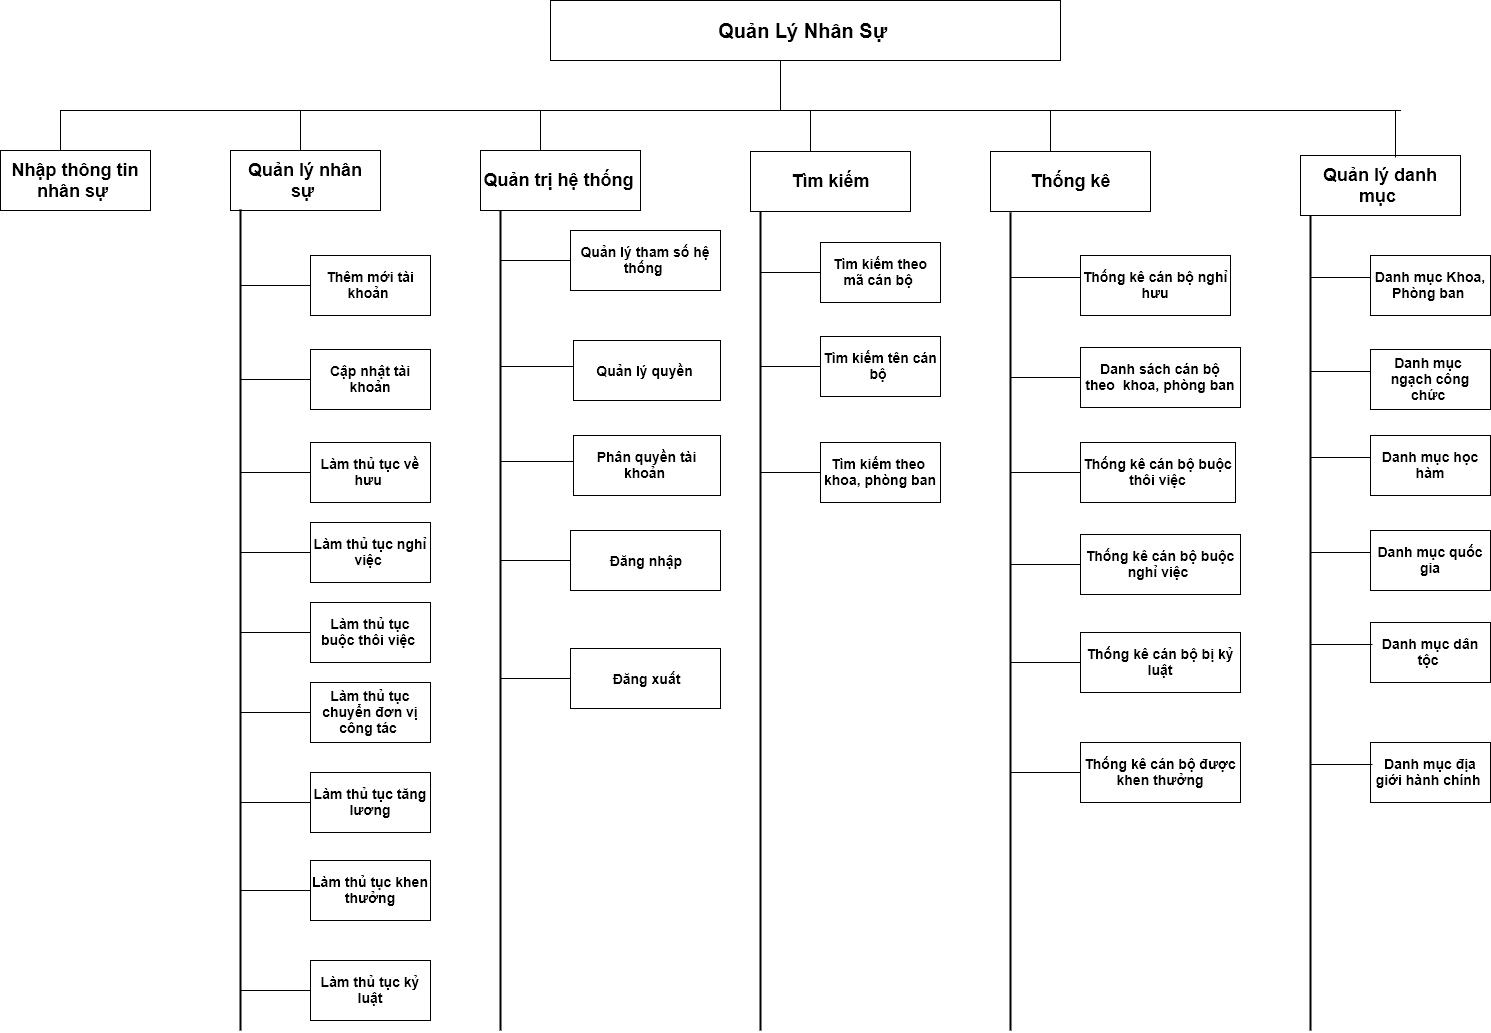 Quản Lý Nhân Sự
Nhập thông tin
nhân sự
Quản lý nhân
sự
Quản trị hệ thống
Tìm kiếm
Thống kê
Quản lý danh
mục
Thêm mới tài
khoản
Cập nhật tài
khoản
Làm thủ tục về
hưu
Làm thủ tục nghỉ
việc
Làm thủ tục
buộc thôi việc
Làm thủ tục
chuyển đơn vị
công tác
Làm thủ tục tăng
lương
Làm thủ tục khen
thưởng
Làm thủ tục kỷ
luật
Quản lý tham số hệ
thống
Quản lý quyền
Phân quyền tài
khoản
Đăng nhập
Đăng xuất
Tìm kiếm theo
mã cán bộ
Tìm kiếm tên cán
bộ
Tìm kiếm theo
khoa, phòng ban
Thống kê cán bộ nghỉ
hưu
Danh sách cán bộ
theo khoa, phòng ban
Thống kê cán bộ buộc
thôi việc
Thống kê cán bộ buộc
nghỉ việc
Thống kê cán bộ bị kỷ
luật
Thống kê cán bộ được
khen thưởng
Danh mục Khoa,
Phòng ban
Danh mục
ngạch công
chức
Danh mục học
hàm
Danh mục quốc
gia
Danh mục dân
tộc
Danh mục địa
giới hành chính